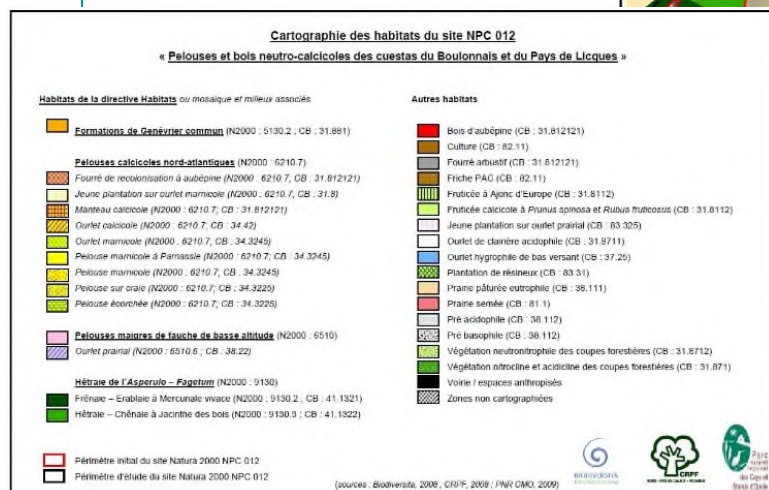 Cartographie des habitats du site NPC 012
« Pelouses et bois neutro-calcicoles des cuestas du Boulonnais et du Pays de Licques »
Habitats de la directive Habitats ou mosaïque et milieux associés
Formations de Genévrier commun (N2000 : 5130.2 ; CB : 31.881)
Pelouses calcicoles nord-atlantiques (N2000 : 6210.7)
Fourré de recolonisation à aubépine (N2000 : 6210.7, CB : 31.812121)
Jeune plantation sur ourlet marnicole (N2000 : 6210.7, CB : 31.8)
Manteau calcicole (N2000 : 6210.7; CB : 31.812121)
Ourlet calcicole (N2000 : 6210.7, CB : 34.42)
Ourlet marnicole (N2000 : 6210.7, CB : 34.3245)
Pelouse marnicole à Parnassie (N2000 : 6210.7, CB : 34.3245)
Pelouse marnicole (N2000 : 6210.7, CB : 34.3245)
Pelouse sur craie (N2000 : 6210.7; CB : 34.3225)
Pelouse écorchée (N2000 : 6210.7; CB : 34.3225)
Pelouses maigres de fauche de basse altitude (N2000 : 6510)
Ourlet prairial (N2000 : 6510.6 ; CB : 38.22)
Hêtraie de l'Asperulo – Fagetum (N2000 : 9130)
Frênaie – Erablaie à Mercuriale vivace (N2000 : 9130.2 ; CB : 41.1321)
Hêtraie – Chênaie à Jacinthe des bois (N2000 : 9130.3 ; CB : 41.1322)
Périmètre initial du site Natura 2000 NPC 012
Périmètre d'étude du site Natura 2000 NPC 012
Autres habitats
Bois d'aubépine (CB : 31.812121)
Culture (CB : 82.11)
Fourré arbustif (CB : 31.812121)
Friche PAC (CB : 82.11)
Fruticée à Ajonc d'Europe (CB : 31.8112)
Fruticée calcicole à Prunus spinosa et Rubus fruticosus (CB : 31.8112)
Jeune plantation sur ourlet prairial (CB : 83.325)
Ourlet de clairière acidophile (CB : 31.8711)
Ourlet hygrophile de bas versant (CB : 37.25)
Plantation de résineux (CB : 83.31)
Prairie pâturée eutrophile (CB : 38.111)
Prairie semée (CB : 81.1)
Pré acidophile (CB : 38.112)
Pré basophile (CB : 38.112)
Végétation neutronitrophile des coupes forestières (CB : 31.8712)
Végétation nitrocline et acidicline des coupes forestières (CB : 31.871)
Voirie / espaces anthropisés
Zones non cartographiées
(sources : Biodiversita, 2008 ; CRPF, 2008 ; PNR CMO, 2009)
BIODIVERSITA
CRPF
Parc